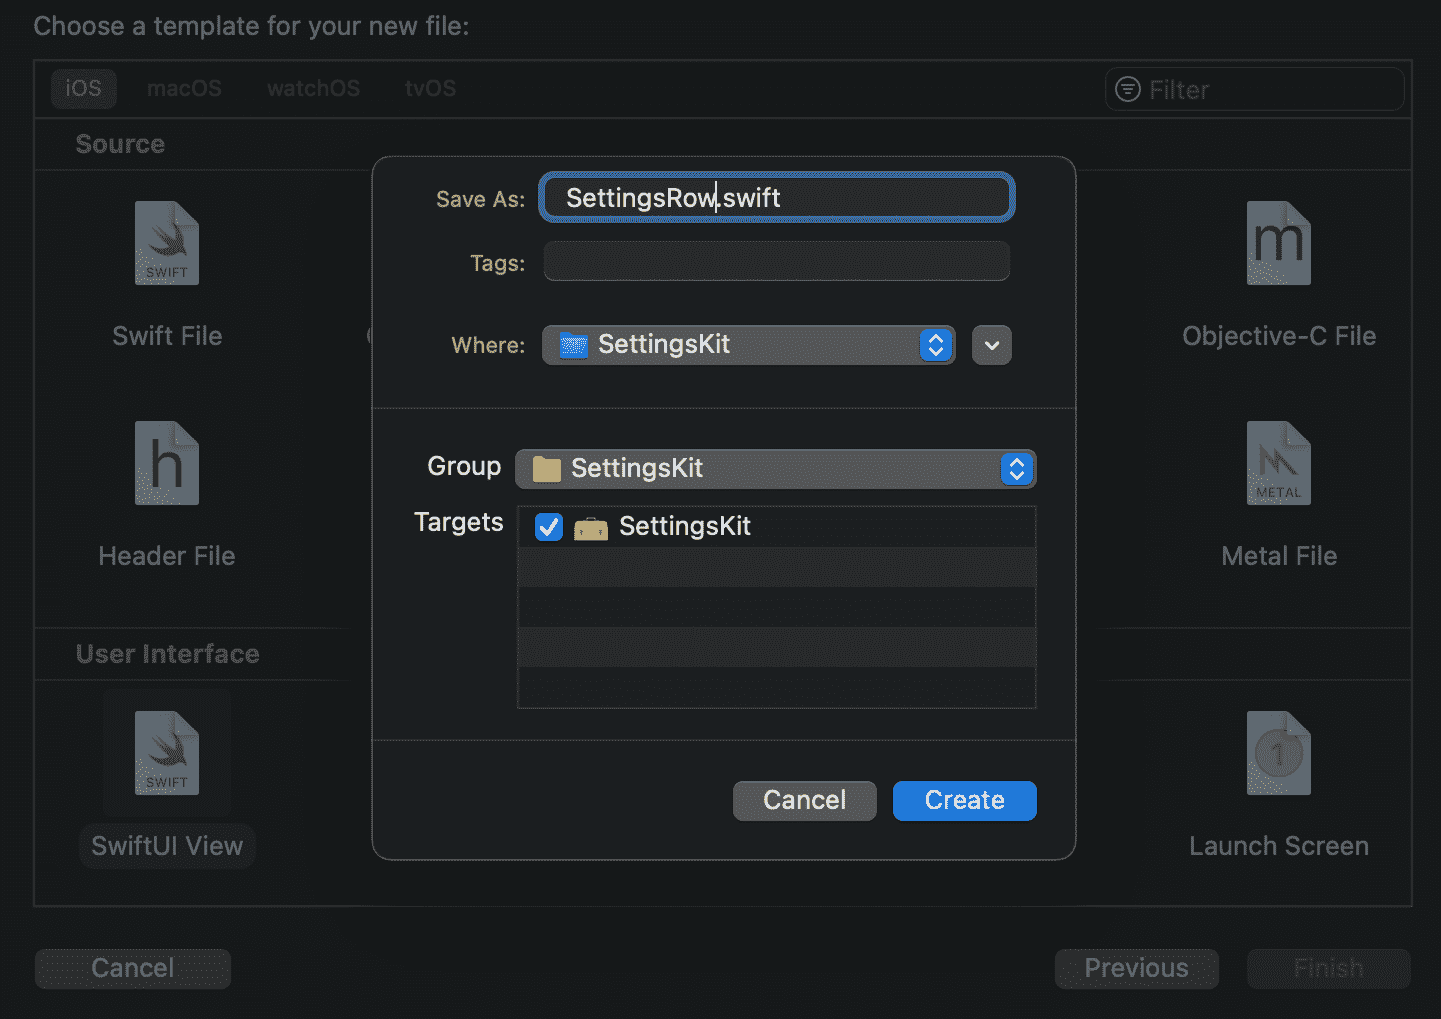 Choose a template for your new file:
iOS macOS watchOS tvOS Filter
Source
Save As: SettingsRow.swift
Tags:
Where: SettingsKit
SWIFT
Swift File
m
Objective-C File
h
Header File
METAL
Metal File
Group SettingsKit
Targets SettingsKit
User Interface
SWIFT
SwiftUI View
1
Launch Screen
Cancel Create
Cancel Previous Finish